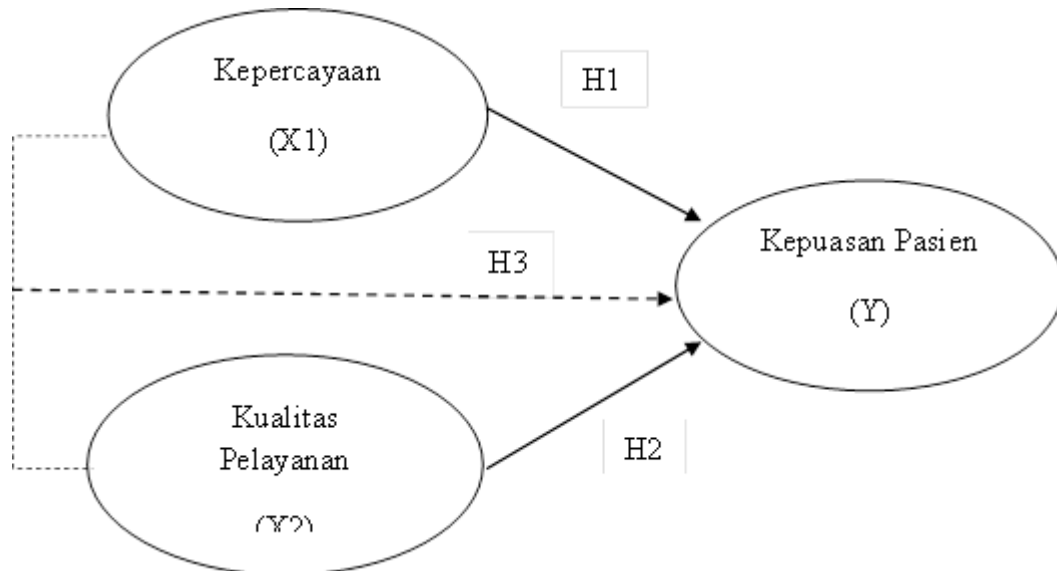 Kepercayaan
(X1)
H1
Kepuasan Pasien
(Y)
H3
Kualitas
Pelayanan
H2